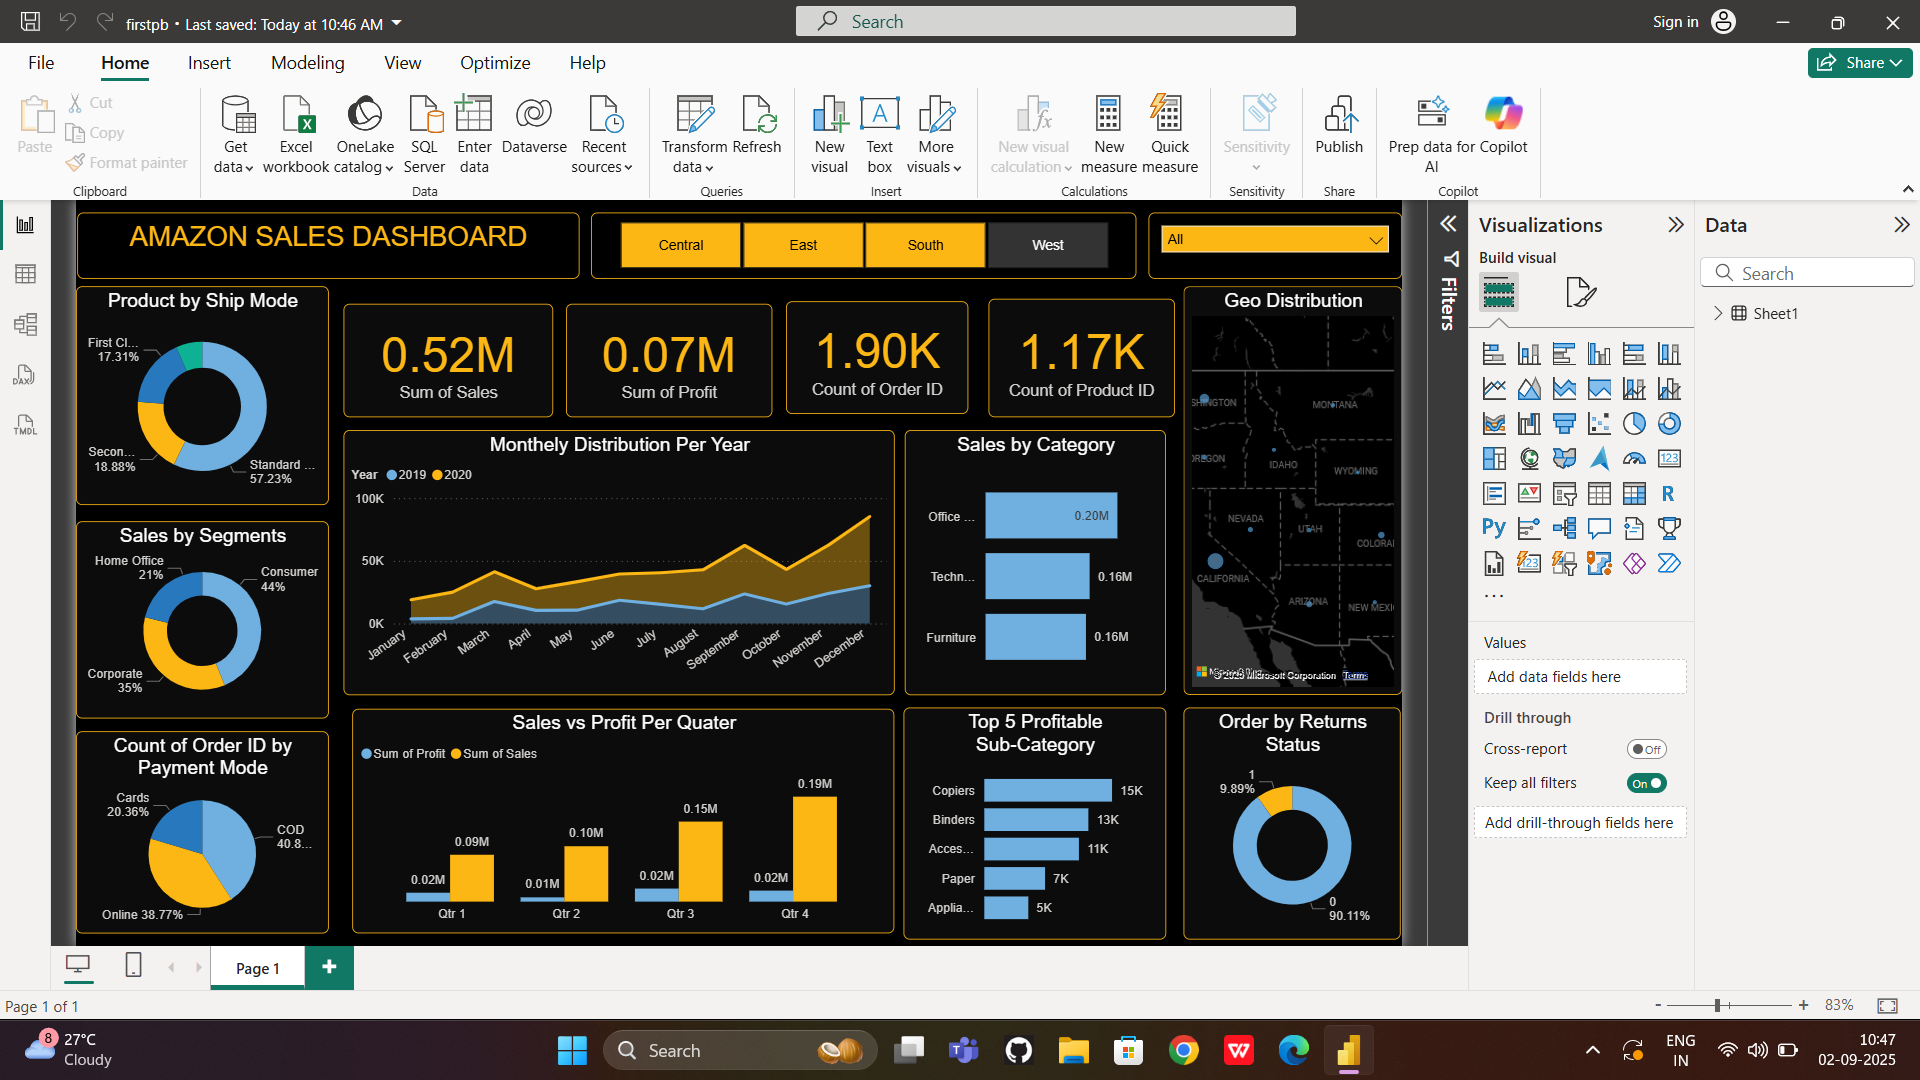 firstpb • Last saved: Today at 10:46 AM
Search
Sign in
File
Home
Insert
Modeling
View
Optimize
Help
Share
Paste
Cut
Copy
Format painter
Clipboard
Get data
Excel workbook
OneLake catalog
SQL Server
Enter data
Dataverse
Recent sources
Data
Transform data
Refresh
Queries
New visual
Text box
More visuals
Insert
New visual calculation
New measure
Quick measure
Calculations
Sensitivity
Sensitivity
Publish
Share
Prep data for AI
Copilot
Copilot
AMAZON SALES DASHBOARD
Central
East
South
West
All
Product by Ship Mode
First Cl...
17.31%
Secon...
18.88%
Standard ...
57.23%
0.52M
Sum of Sales
0.07M
Sum of Profit
1.90K
Count of Order ID
1.17K
Count of Product ID
Geo Distribution
MONTANA
IDAHO
WYOMING
NEVADA
UTAH
COLORA
CALIFORNIA
ARIZONA
NEW MEXI
© 2025 Microsoft Corporation
Terms
Monthely Distribution Per Year
Year 2019 2020
100K
50K
0K
January
February
March
April
May
June
July
August
September
October
November
December
Sales by Category
Office ...
0.20M
Techn...
0.16M
Furniture
0.16M
Sales by Segments
Home Office
21%
Consumer
44%
Corporate
35%
Count of Order ID by
Payment Mode
Cards
20.36%
COD
40.8...
Online 38.77%
Sales vs Profit Per Quater
Sum of Profit Sum of Sales
0.02M
0.09M
Qtr 1
0.01M
0.10M
Qtr 2
0.02M
0.15M
Qtr 3
0.02M
0.19M
Qtr 4
Top 5 Profitable
Sub-Category
Copiers
15K
Binders
13K
Acces...
11K
Paper
7K
Applia...
5K
Order by Returns
Status
1
9.89%
0
90.11%
Filters
Visualizations
Build visual
Values
Add data fields here
Drill through
Cross-report
Off
Keep all filters
On
Add drill-through fields here
Data
Search
Sheet1
DAX
TMDL
123
R
Py
123
...
Page 1
Page 1 of 1
- + 83%
8
27°C
Cloudy
Search
ENG
IN
10:47
02-09-2025